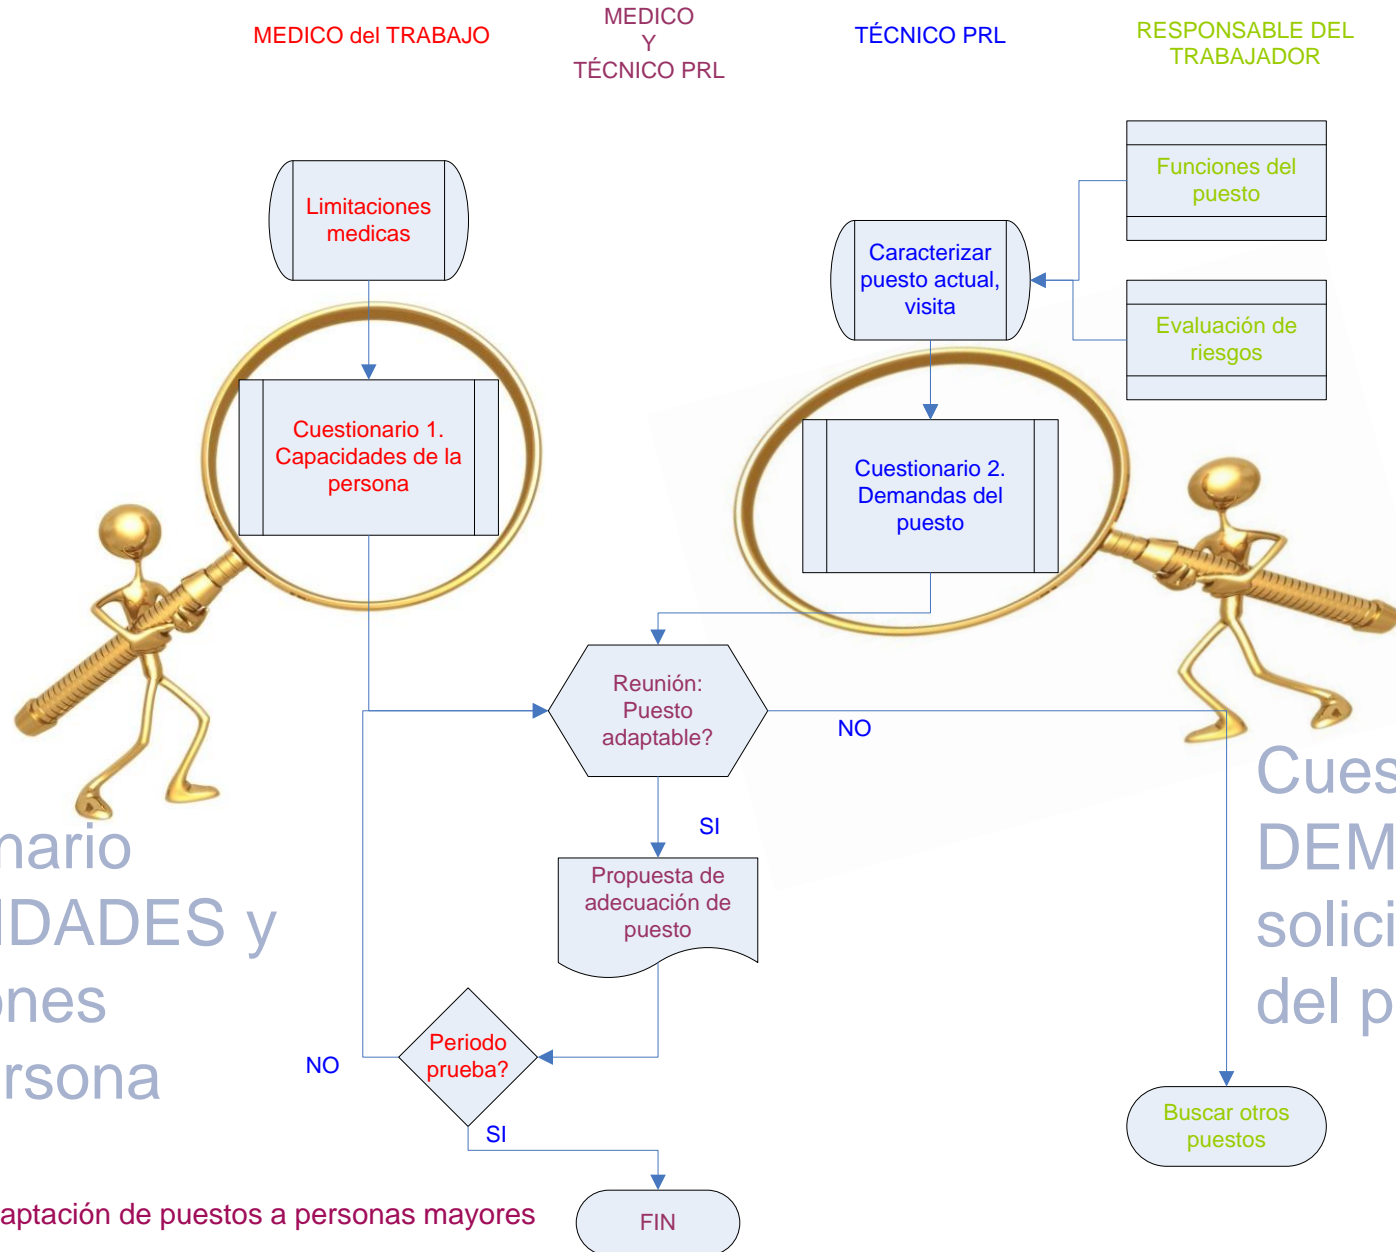 MEDICO del TRABAJO
MEDICO
Y
TÉCNICO PRL
TÉCNICO PRL
RESPONSABLE DEL
TRABAJADOR
Limitaciones
medicas
Caracterizar
puesto actual,
visita
Funciones del
puesto
Evaluación de
riesgos
Cuestionario 1.
Capacidades de la
persona
Cuestionario 2.
Demandas del
puesto
Reunión:
Puesto
adaptable?
NO
SI
Propuesta de
adecuación de
puesto
Periodo
prueba?
NO
SI
FIN
Buscar otros
puestos
nario
IDADES y
ones
rsona
Cues
DEM
solici
del p
aptación de puestos a personas mayores